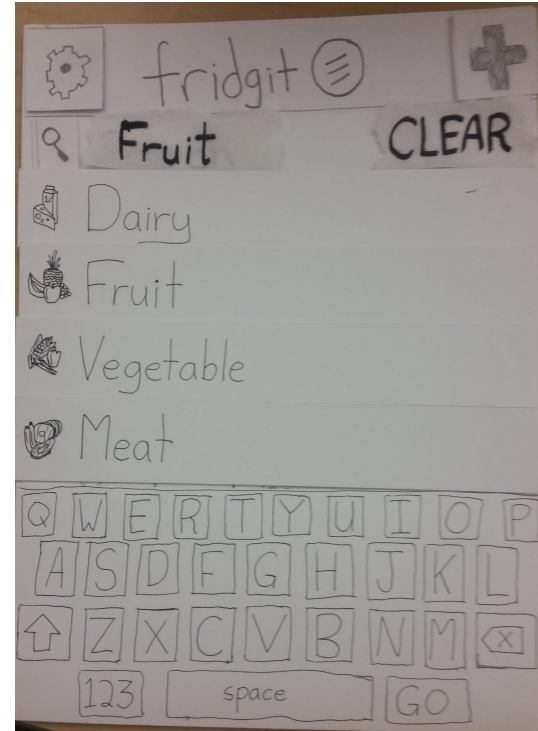 fridgit
Fruit CLEAR
Dairy
Fruit
Vegetable
Meat
Q W E R T Y U I O P
A S D F G H J K L
Z X C V B N M X
123 space GO